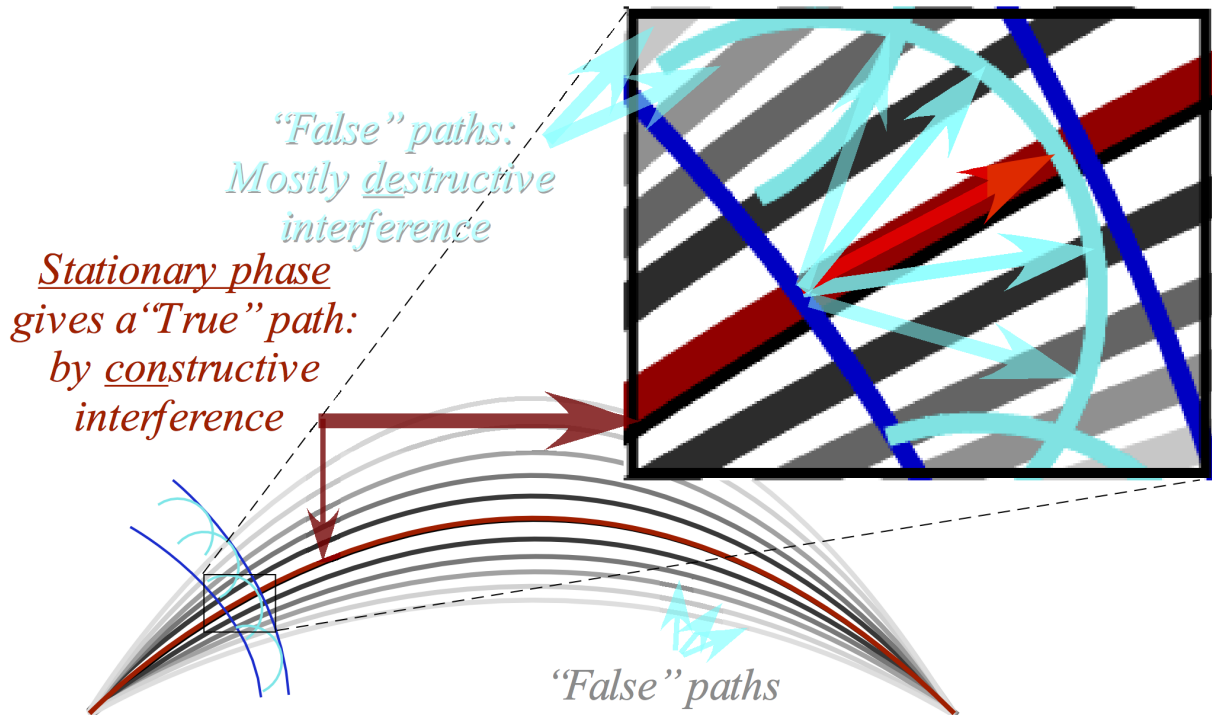 “False” paths:
Mostly destructive
interference
Stationary phase
gives a“True” path:
by constructive
interference
“False” paths